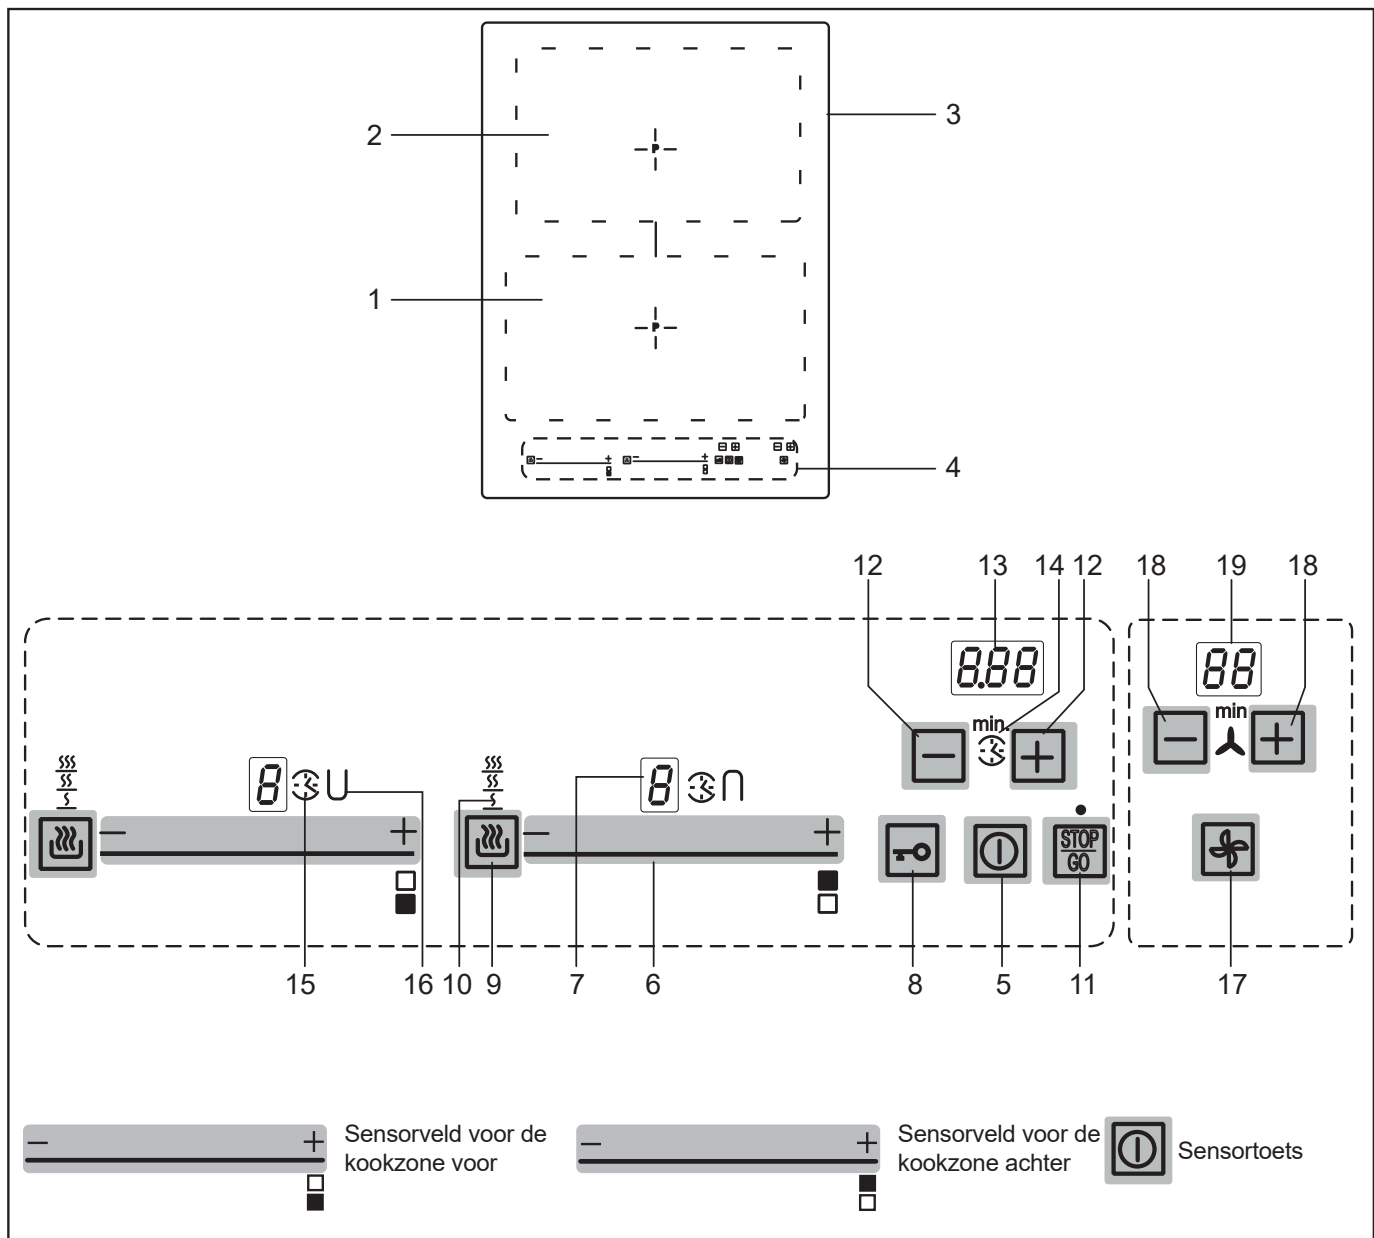 2
3
P
1
P
4
12 13 14 12 18 19 18
8.88 88
min. min
8 U 8 ∩
STOP
GO
15 16 10 9 7 6 8 5 11 17
Sensorveld voor de
kookzone voor
Sensorveld voor de
kookzone achter
Sensortoets